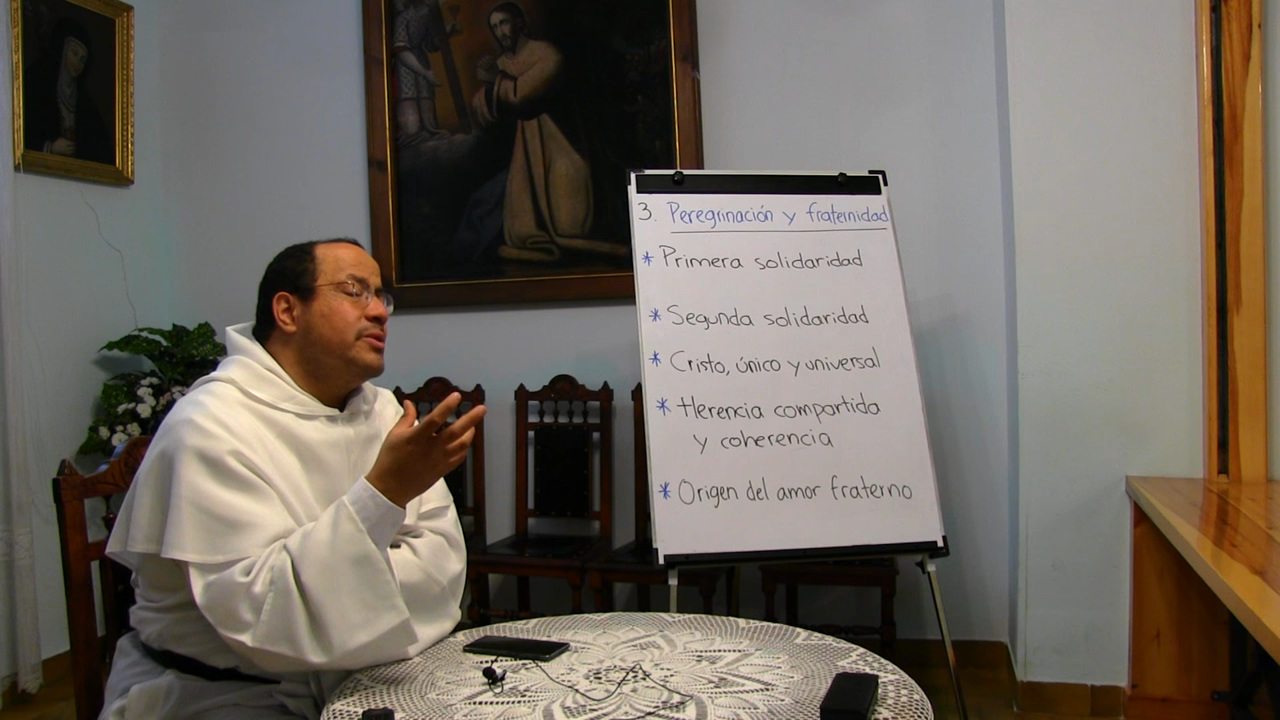 3. Peregrinación y fraternidad
* Primera solidaridad
* Segunda solidaridad
* Cristo, único y universal
* Herencia compartida
y coherencia
* Origen del amor fraterno